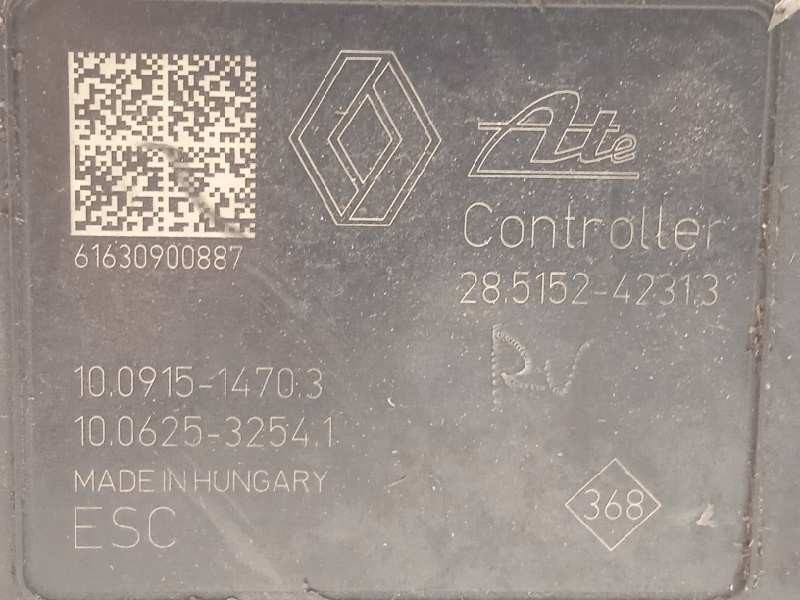 61630900887
Ate
Controller
28.5152-4231.3
10.0915-1470.3
10.0625-3254.1
MADE IN HUNGARY
ESC
368